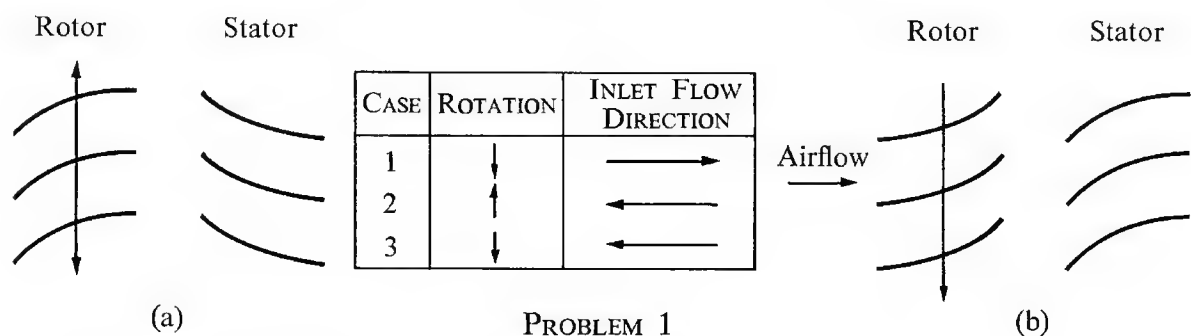 Rotor Stator
CASE ROTATION INLET FLOW DIRECTION
1
2
3
(a)
PROBLEM 1
Airflow
Rotor Stator
(b)